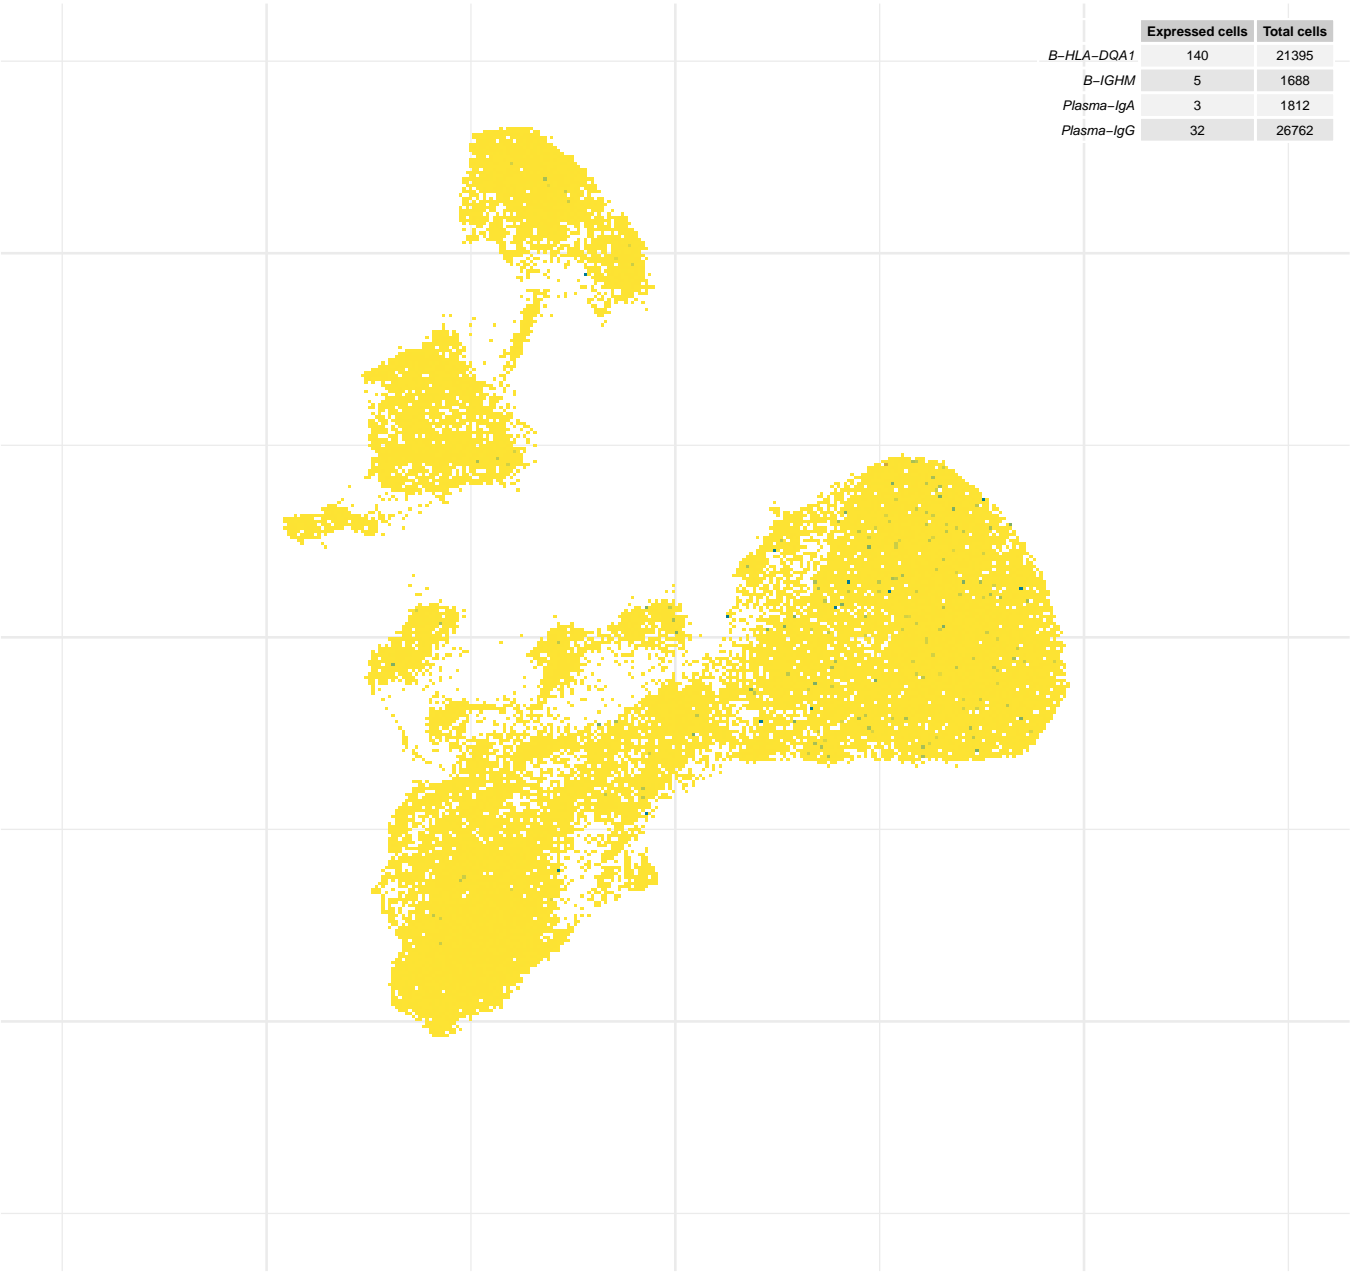 Expressed cells Total cells
B−HLA−DQA1 140 21395
B−IGHM 5 1688
Plasma−IgA 3 1812
Plasma−IgG 32 26762